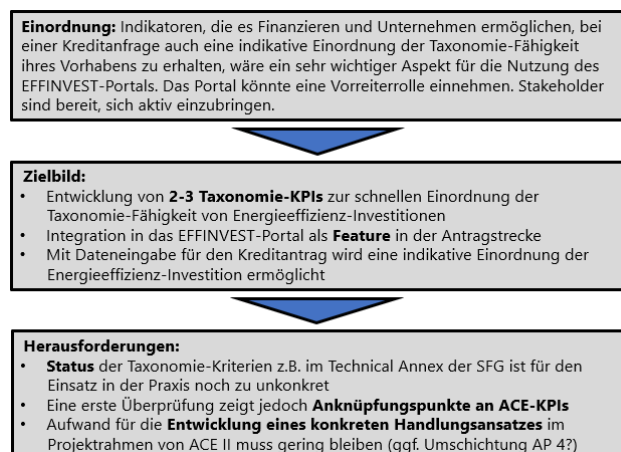 Einordnung: Indikatoren, die es Finanzieren und Unternehmen ermöglichen, bei
einer Kreditanfrage auch eine indikative Einordnung der Taxonomie-Fähigkeit
ihres Vorhabens zu erhalten, wäre ein sehr wichtiger Aspekt für die Nutzung des
EFFINVEST-Portals. Das Portal könnte eine Vorreiterrolle einnehmen. Stakeholder
sind bereit, sich aktiv einzubringen.
Zielbild:
• Entwicklung von 2-3 Taxonomie-KPIs zur schnellen Einordnung der
Taxonomie-Fähigkeit von Energieeffizienz-Investitionen
• Integration in das EFFINVEST-Portal als Feature in der Antragstrecke
• Mit Dateneingabe für den Kreditantrag wird eine indikative Einordnung der
Energieeffizienz-Investition ermöglicht
Herausforderungen:
• Status der Taxonomie-Kriterien z.B. im Technical Annex der SFG ist für den
Einsatz in der Praxis noch zu unkonkret
• Eine erste Überprüfung zeigt jedoch Anknüpfungspunkte an ACE-KPIs
• Aufwand für die Entwicklung eines konkreten Handlungsansatzes im
Projektrahmen von ACE II muss gering bleiben (ggf. Umschichtung AP 4?)